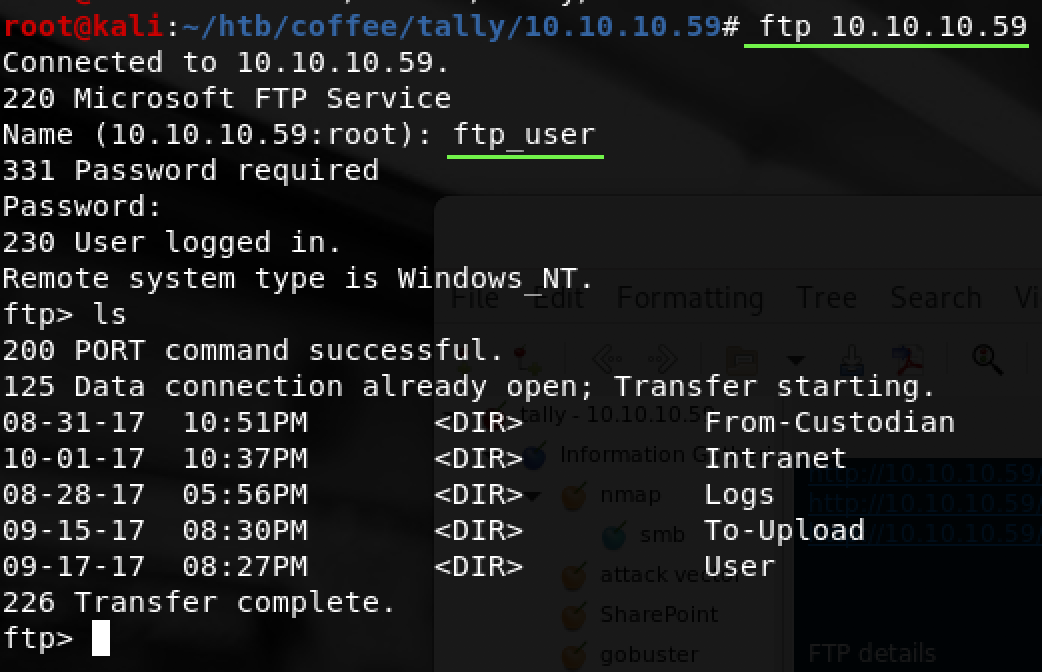 root@kali:~/htb/coffee/tally/10.10.10.59# ftp 10.10.10.59
Connected to 10.10.10.59.
220 Microsoft FTP Service
Name (10.10.10.59:root): ftp_user
331 Password required
Password:
230 User logged in.
Remote system type is Windows_NT.
File Edit Formatting Tree Search
ftp> ls
200 PORT command successful.
125 Data connection already open; Transfer starting.
tally - 10.10.10.59
08-31-17  10:51PM       <DIR>          From-Custodian
Information
10-01-17  10:37PM       <DIR>          Intranet
http://10.10.10.59
nmap
08-28-17  05:56PM       <DIR>          Logs
http://10.10.10.59
smb
09-15-17  08:30PM       <DIR>          To-Upload
http://10.10.10.59
attack vector
09-17-17  08:27PM       <DIR>          User
226 Transfer complete.
SharePoint
ftp>
gobuster
FTP details